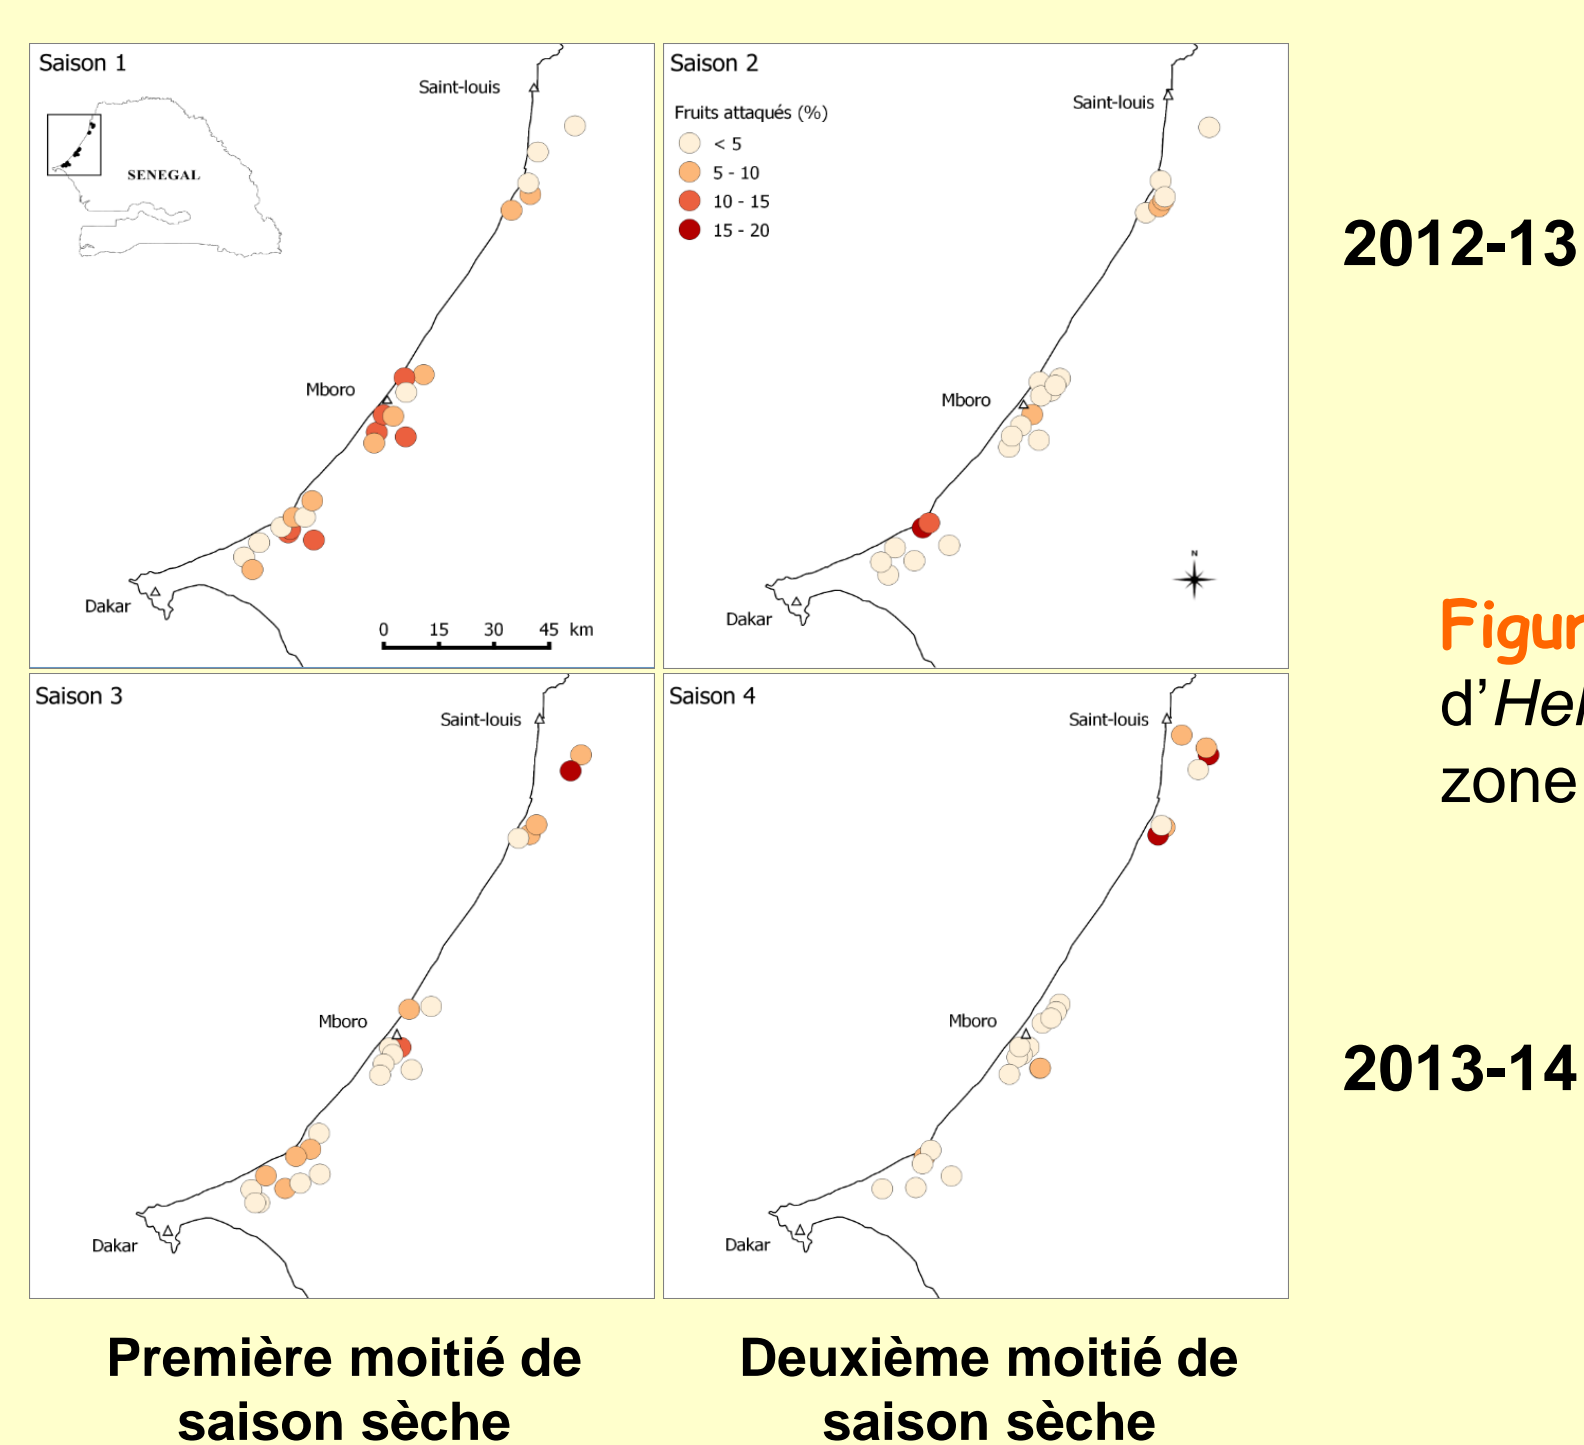 Saison 1
Saint-louis
SENEGAL
Mboro
Dakar
0 15 30 45 km
Saison 2
Fruits attaqués (%)
< 5
5 - 10
10 - 15
15 - 20
Saint-louis
Mboro
N
Dakar
2012-13
Saison 3
Saint-louis
Mboro
Dakar
Saison 4
Saint-louis
Mboro
Dakar
2013-14
d'
zone
Première moitié de
saison sèche
Deuxième moitié de
saison sèche